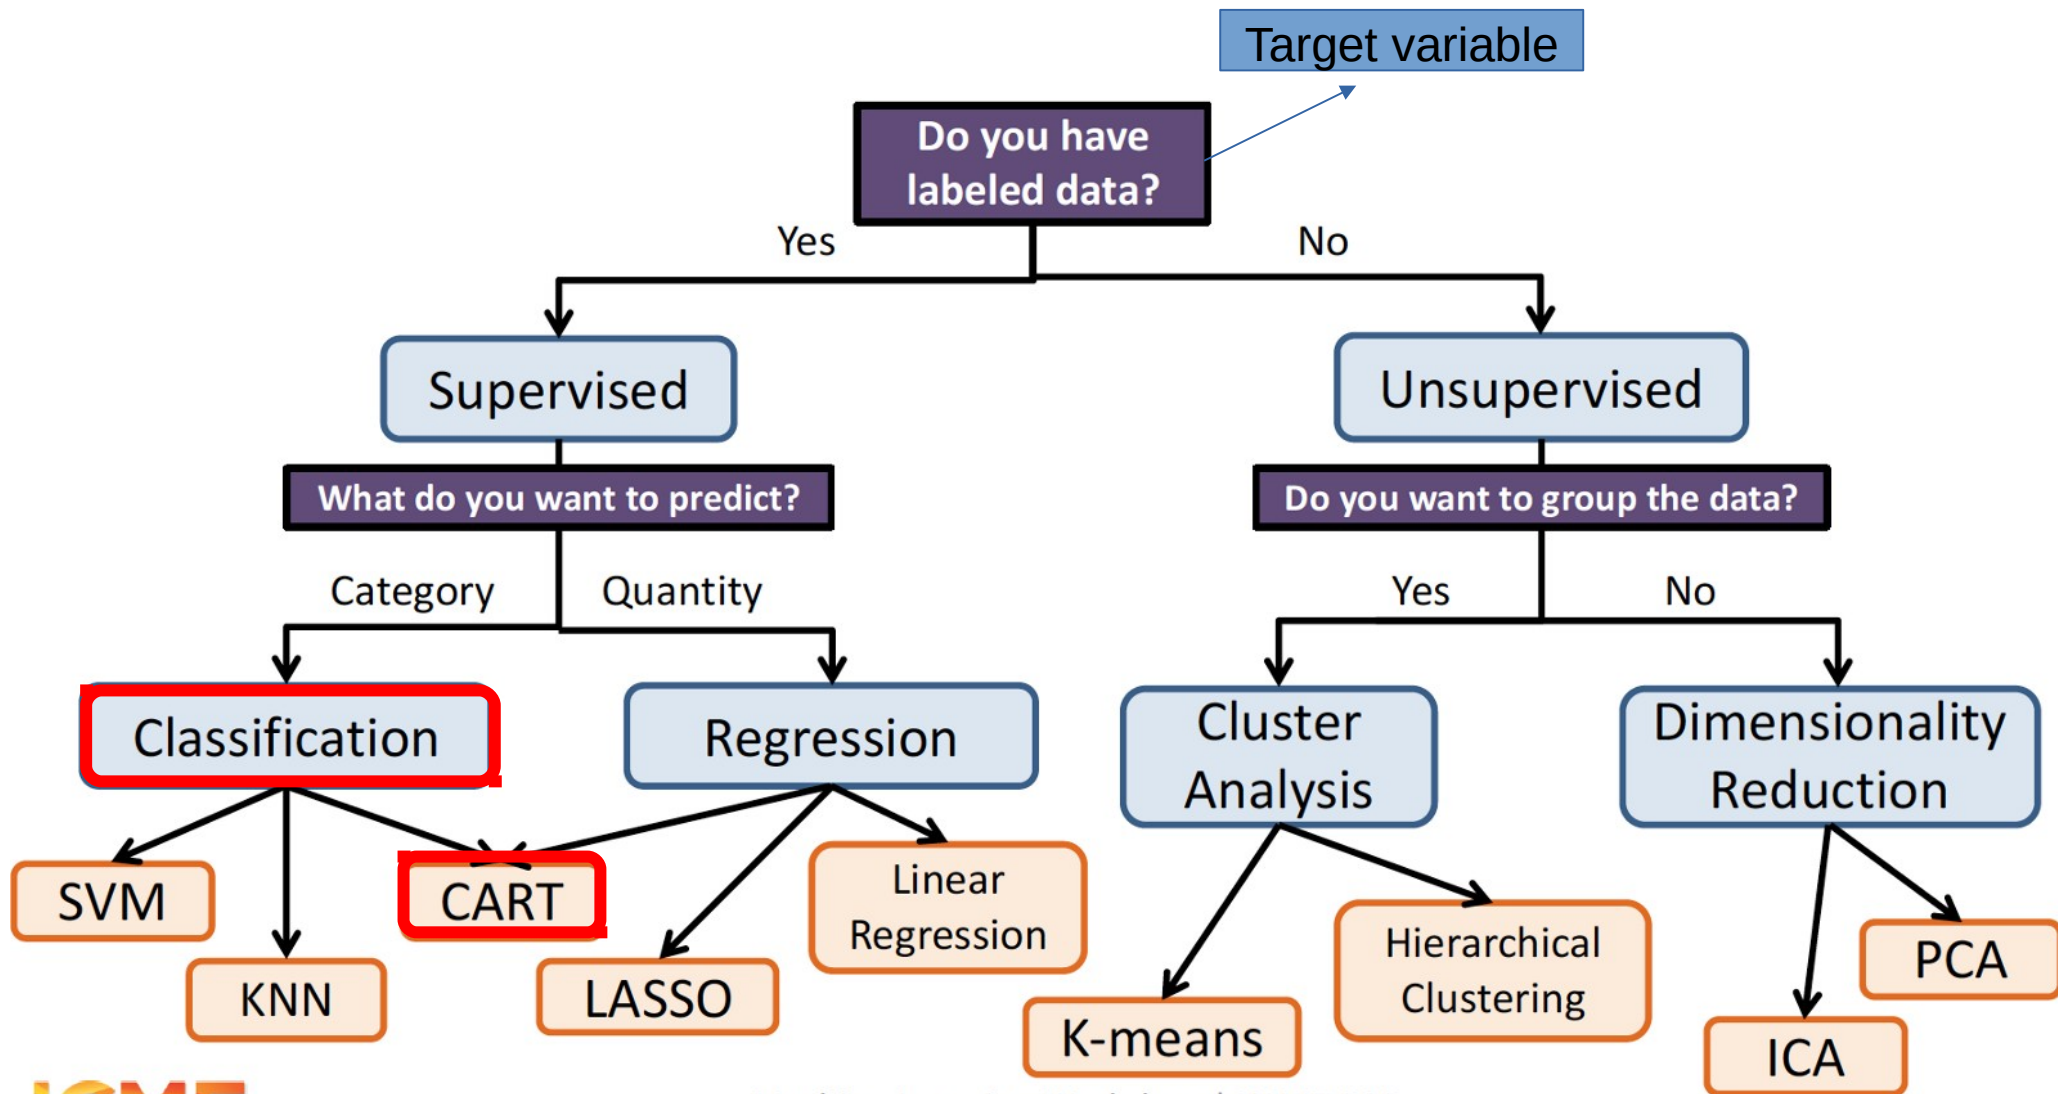 Target variable
Do you have
labeled data?
Yes
No
Supervised
Unsupervised
What do you want to predict?
Do you want to group the data?
Category
Quantity
Yes
No
Classification
Regression
Cluster
Analysis
Dimensionality
Reduction
SVM
KNN
CART
LASSO
Linear
Regression
K-means
Hierarchical
Clustering
ICA
PCA